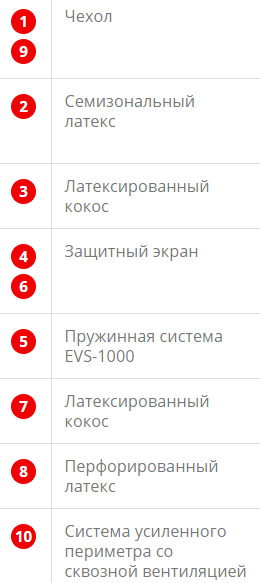 1 Чехол
9
2 Семизональный
латекс
3 Латексированный
кокос
4 Защитный экран
6
5 Пружинная система
EVS-1000
7 Латексированный
кокос
8 Перфорированный
латекс
10 Система усиленного
периметра со
сквозной вентиляцией